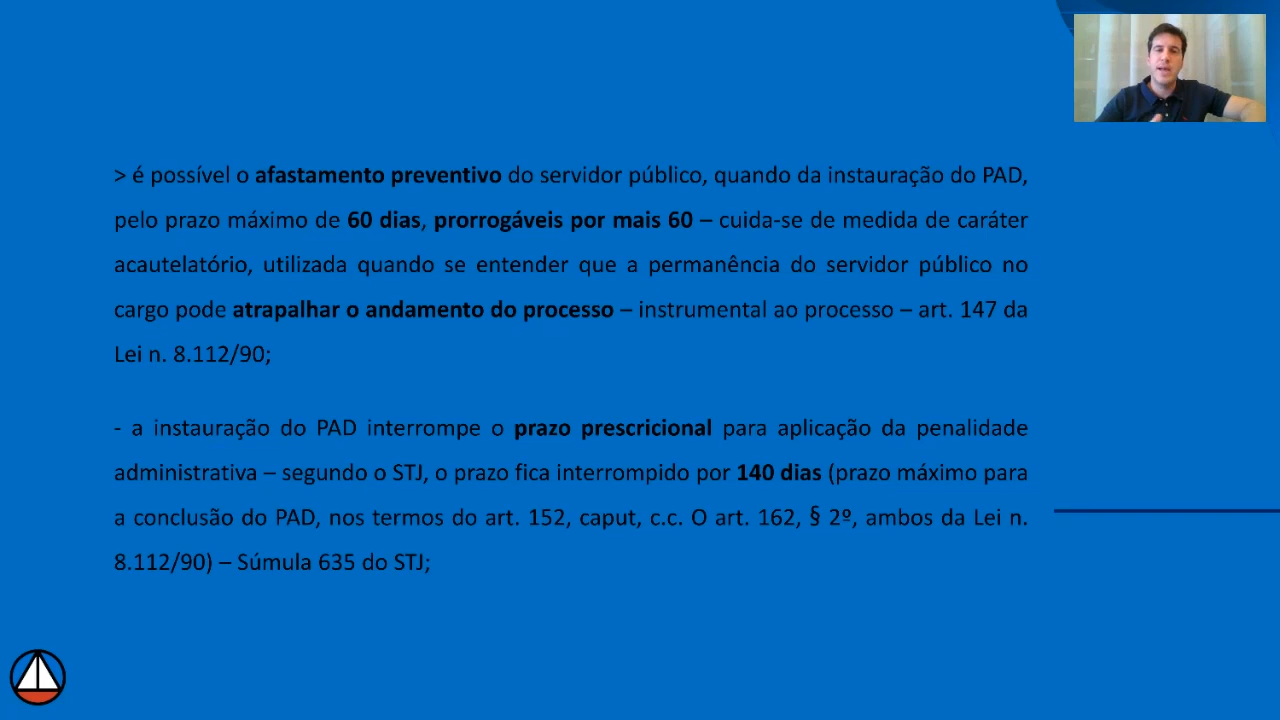 > é possível o afastamento preventivo do servidor público, quando da instauração do PAD,
pelo prazo máximo de 60 dias, prorrogáveis por mais 60 – cuida-se de medida de caráter
acautelatório, utilizada quando se entender que a permanência do servidor público no
cargo pode atrapalhar o andamento do processo – instrumental ao processo – art. 147 da
Lei n. 8.112/90;
- a instauração do PAD interrompe o prazo prescricional para aplicação da penalidade
administrativa – segundo o STJ, o prazo fica interrompido por 140 dias (prazo máximo para
a conclusão do PAD, nos termos do art. 152, caput, c.c. O art. 162, § 2º, ambos da Lei n.
8.112/90) – Súmula 635 do STJ;